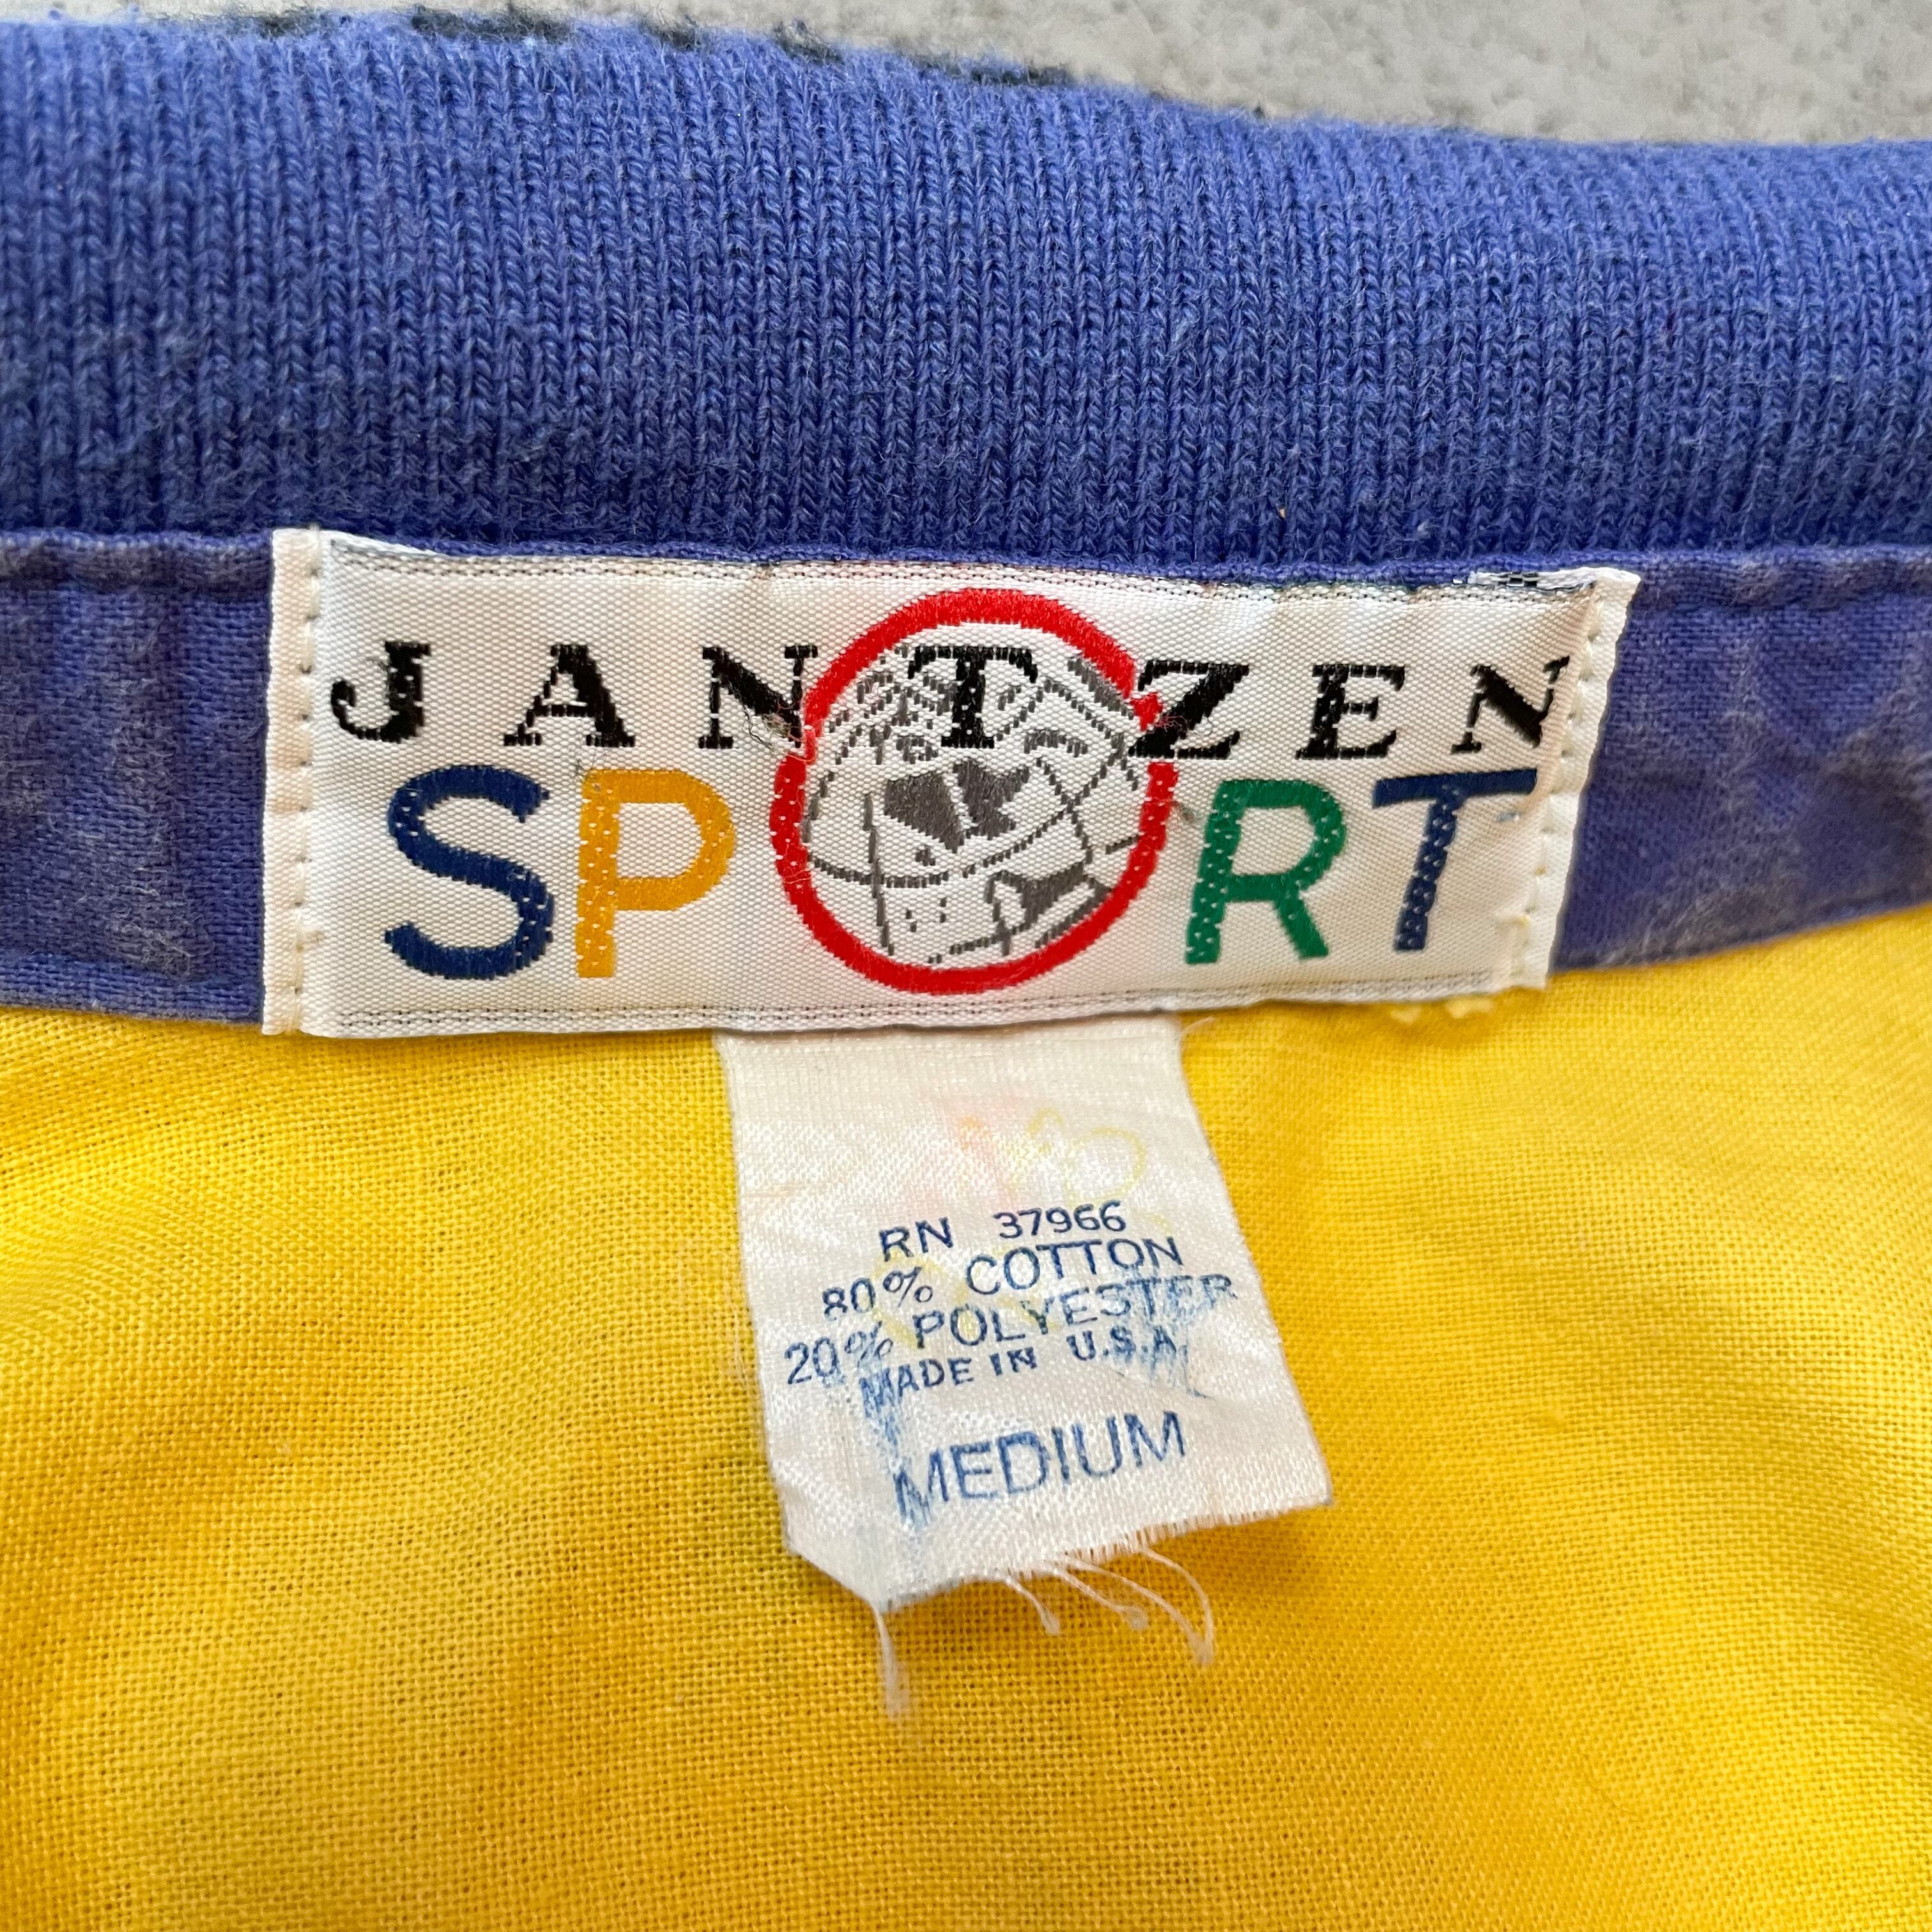 JANTZEN
SPORT
RN 37966
80% COTTON
20% POLYESTER
MADE IN U.S.A.
MEDIUM